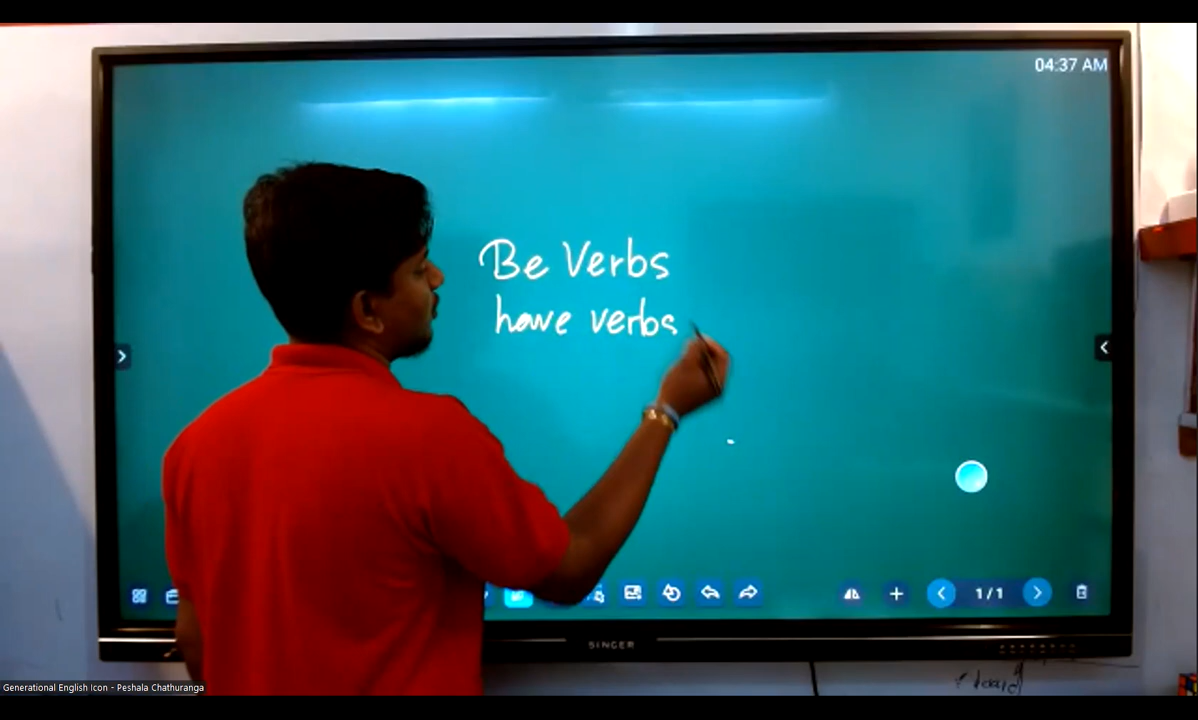 04:37 AM
Be Verbs
have verbs
1/1
SINGER
Generational English Icon - Peshala Chathuranga